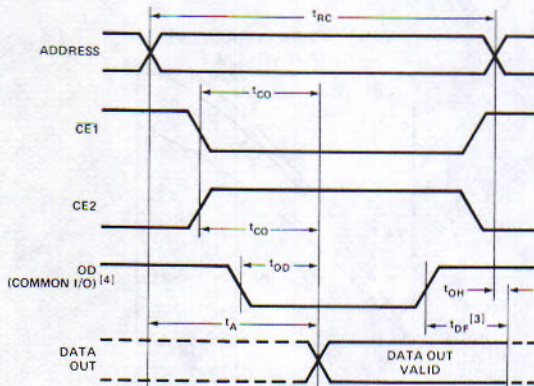 tRC
ADDRESS
tCO
CE1
CE2
tCO
OD
(COMMON I/O) [4]
tOD
tOH
tA
tDF [3]
DATA
OUT
DATA OUT
VALID